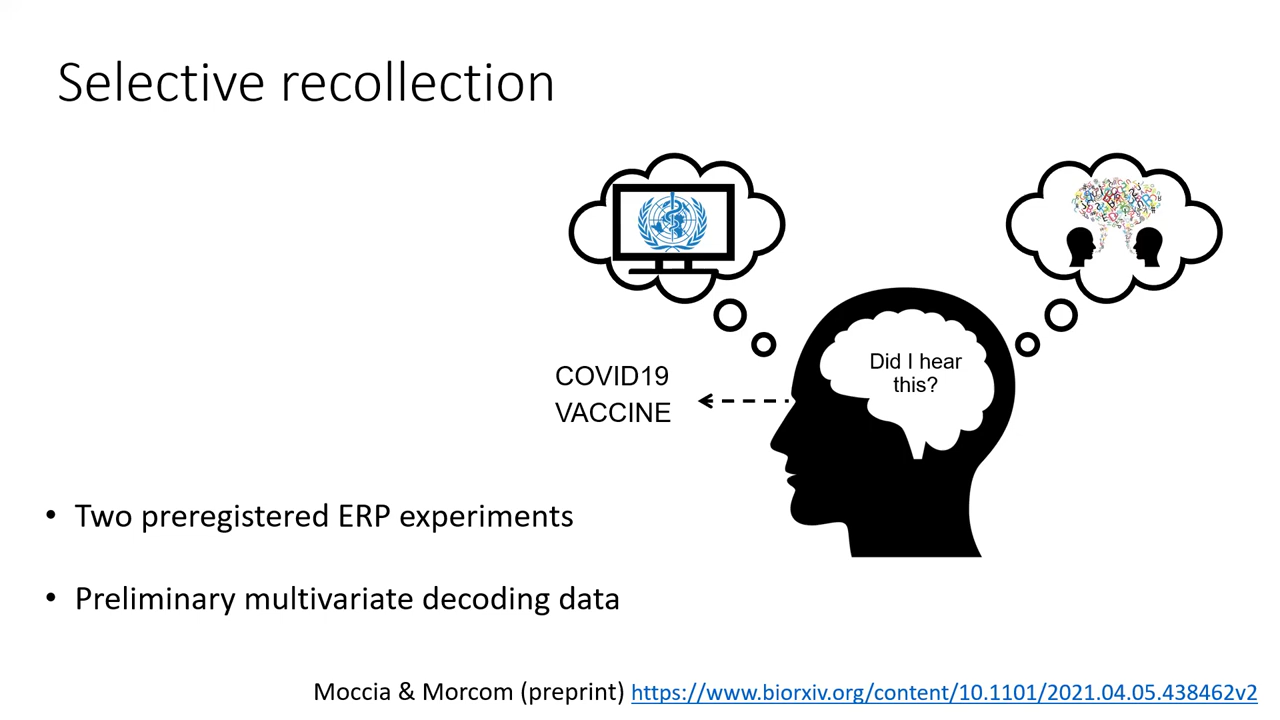 Selective recollection
Did I hear
this?
COVID19
VACCINE
• Two preregistered ERP experiments
• Preliminary multivariate decoding data
Moccia & Morcom (preprint) https://www.biorxiv.org/content/10.1101/2021.04.05.438462v2